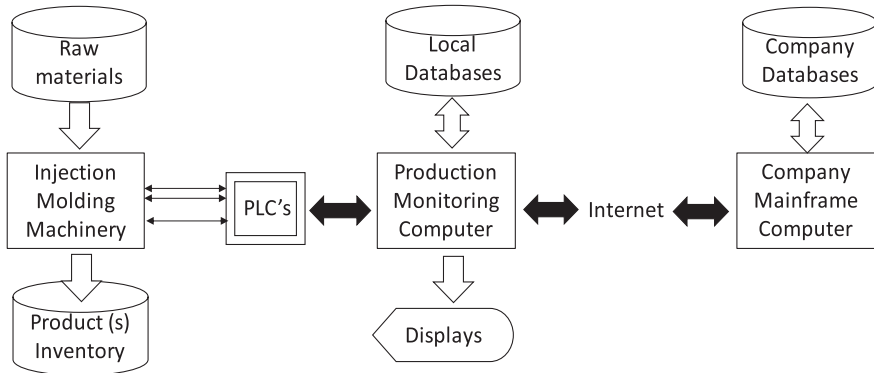 Raw
materials
Local
Databases
Company
Databases
Injection
Molding
Machinery
PLC's
Production
Monitoring
Computer
Internet
Company
Mainframe
Computer
Product (s)
Inventory
Displays